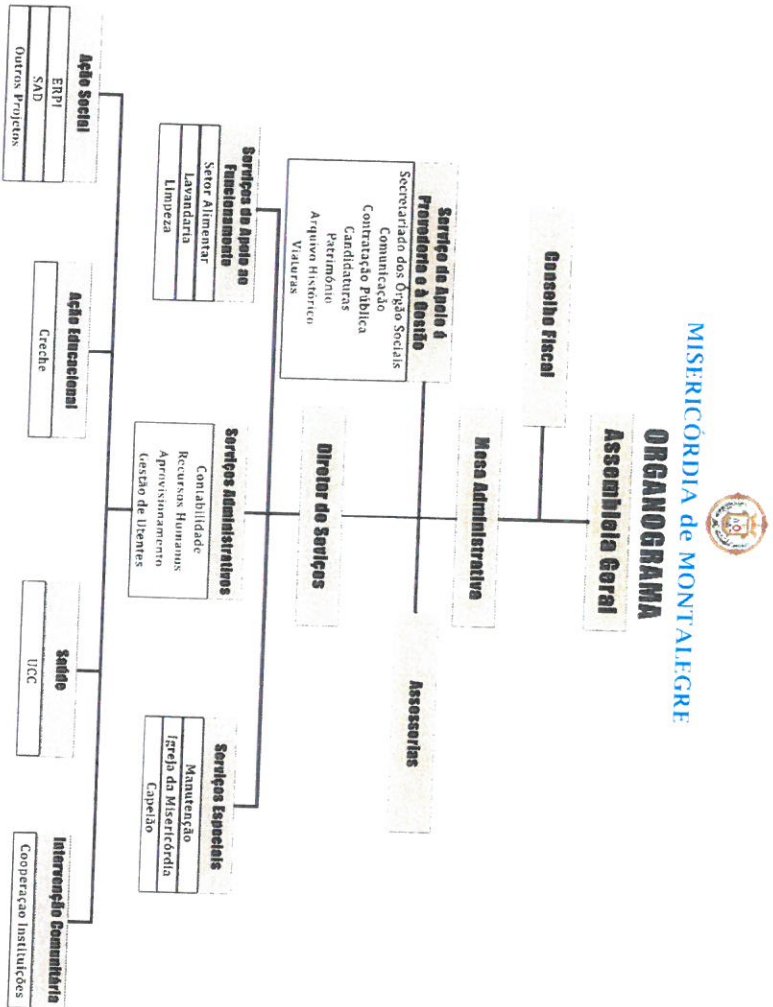 MISERICÓRDIA de MONTALEGRE
ORGANOGRAMA
Assembleia Geral
Conselho Fiscal
Mesa Administrativa
Serviço de Apoio á
Provedoria e à Gestão
Secretariado dos Órgão Sociais
Comunicação
Contratação Pública
Candidaturas
Património
Arquivo Histórico
Viaturas
Assessorias
Diretor de Seviços
Serviços de Apoio ao
Funcionamento
Setor Alimentar
Lavandaria
Limpeza
Serviços Administrativos
Contabilidade
Recursos Humanos
Aprovisionamento
Gestão de Utentes
Serviços Especiais
Manutenção
Igreja da Misericórdia
Capelão
Ação Social
ERPI
SAD
Outros Projetos
Ação Educacional
Creche
Saúde
UCC
Intervenção Comunitária
Cooperaçao Instituições